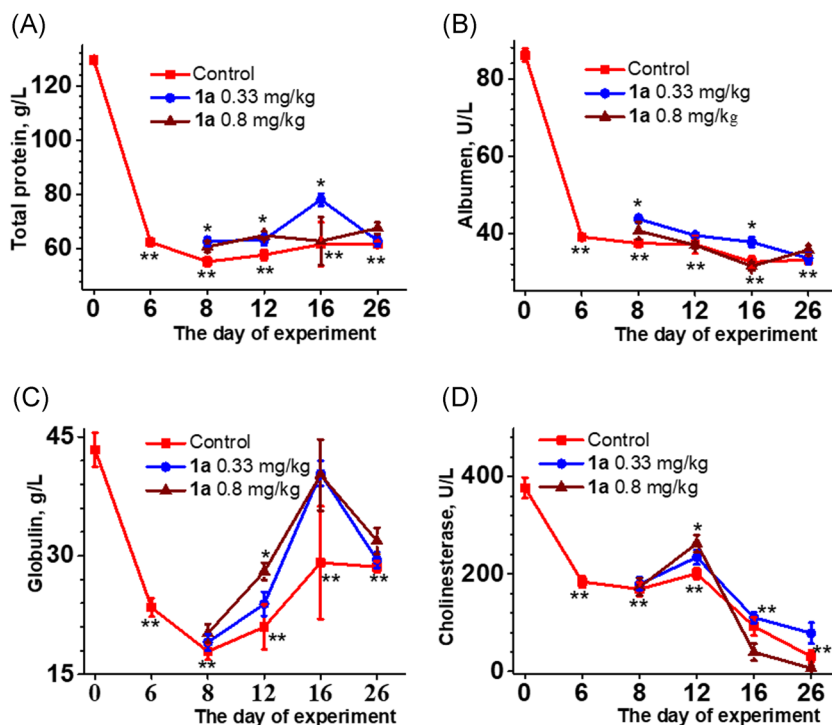 (A)
Total protein, g/L
120
100
80
60
Control
1a 0.33 mg/kg
1a 0.8 mg/kg
*
*
*
**
**
**
**
**
0 6 8 12 16 26
The day of experiment
(B)
Albumen, U/L
80
60
40
Control
1a 0.33 mg/kg
1a 0.8 mg/kg
*
*
**
**
**
**
**
0 6 8 12 16 26
The day of experiment
(C)
Globulin, g/L
45
30
15
Control
1a 0.33 mg/kg
1a 0.8 mg/kg
*
**
**
**
**
**
0 6 8 12 16 26
The day of experiment
(D)
Cholinesterase, U/L
400
200
0
Control
1a 0.33 mg/kg
1a 0.8 mg/kg
*
**
**
**
**
**
0 6 8 12 16 26
The day of experiment